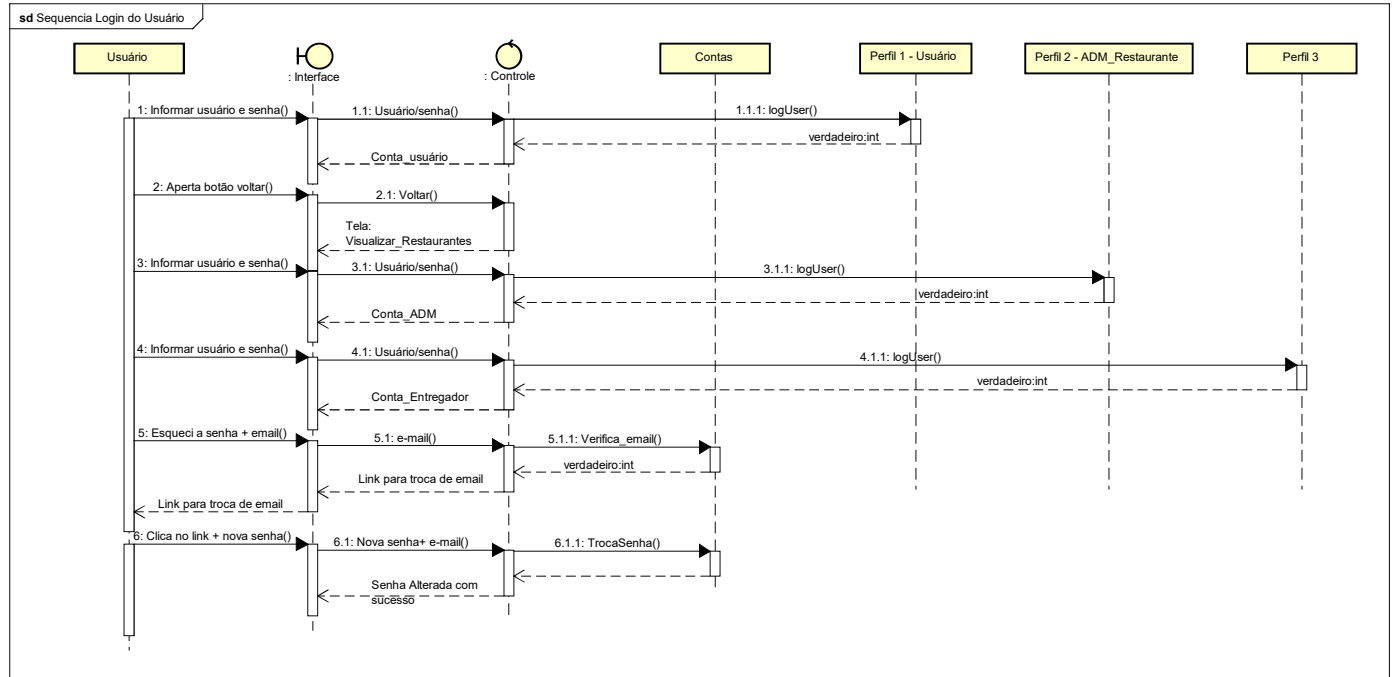 sd Sequencia Login do Usuário
Usuário
: Interface
: Controle
Contas
Perfil 1 - Usuário
Perfil 2 - ADM_Restaurante
Perfil 3
1: Informar usuário e senha()
1.1: Usuário/senha()
1.1.1: logUser()
verdadeiro:int
Conta_usuário
2: Aperta botão voltar()
2.1: Voltar()
Tela:
Visualizar_Restaurantes
3: Informar usuário e senha()
3.1: Usuário/senha()
3.1.1: logUser()
verdadeiro:int
Conta_ADM
4: Informar usuário e senha()
4.1: Usuário/senha()
4.1.1: logUser()
verdadeiro:int
Conta_Entregador
5: Esqueci a senha + email()
5.1: e-mail()
5.1.1: Verifica_email()
verdadeiro:int
Link para troca de email
Link para troca de email
6: Clica no link + nova senha()
6.1: Nova senha+ e-mail()
6.1.1: TrocaSenha()
Senha Alterada com
sucesso